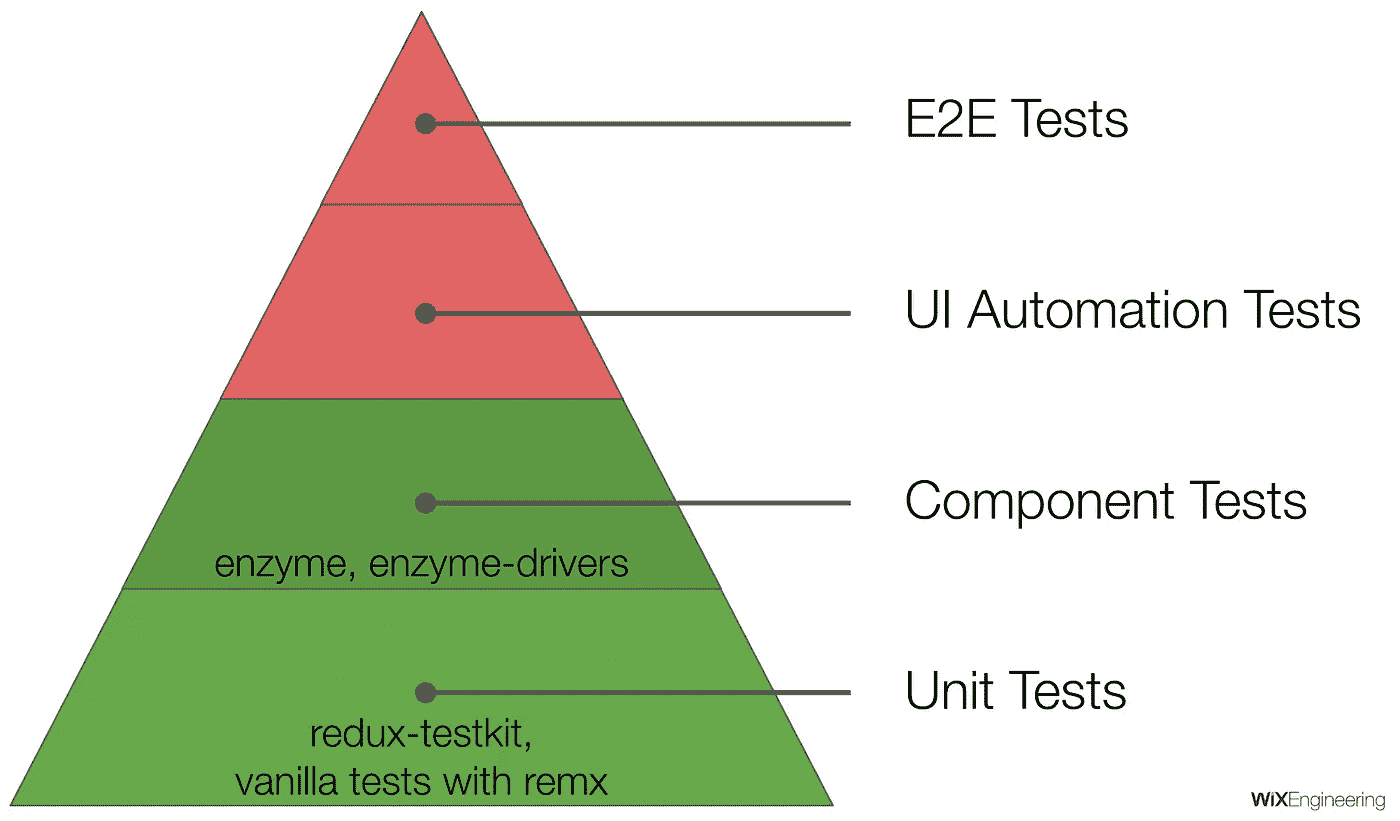 E2E Tests
UI Automation Tests
Component Tests
enzyme, enzyme-drivers
Unit Tests
redux-testkit,
vanilla tests with remx
WiXEngineering